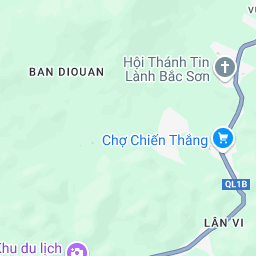 Hội Thánh Tin
Lành Bắc Sơn
BAN DIOUAN
Chợ Chiến Thắng
QL1B
LÂN VI
Khu du lịch